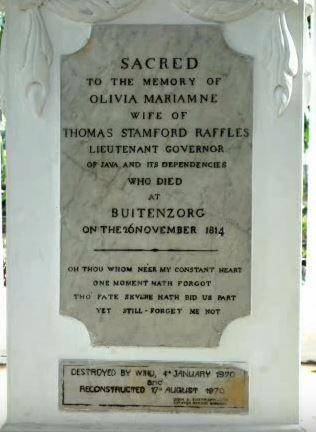 SACRED
TO THE MEMORY OF
OLIVIA MARIAMNE
WIFE OF
THOMAS STAMFORD RAFFLES
LIEUTENANT GOVERNOR
OF JAVA AND ITS DEPENDENCIES
WHO DIED
AT
BUITENZORG
ON THE 26 NOVEMBER 1814
OH THOU WHOM NE'ER MY CONSTANT HEART
ONE MOMENT HATH FORGOT
THO FATE SEVERE HATH BID US PART
YET STILL - FORGET ME NOT
DESTROYED BY WIND, 4th JANUARY 1970
and
RECONSTRUCTED 17th AUGUST 1970